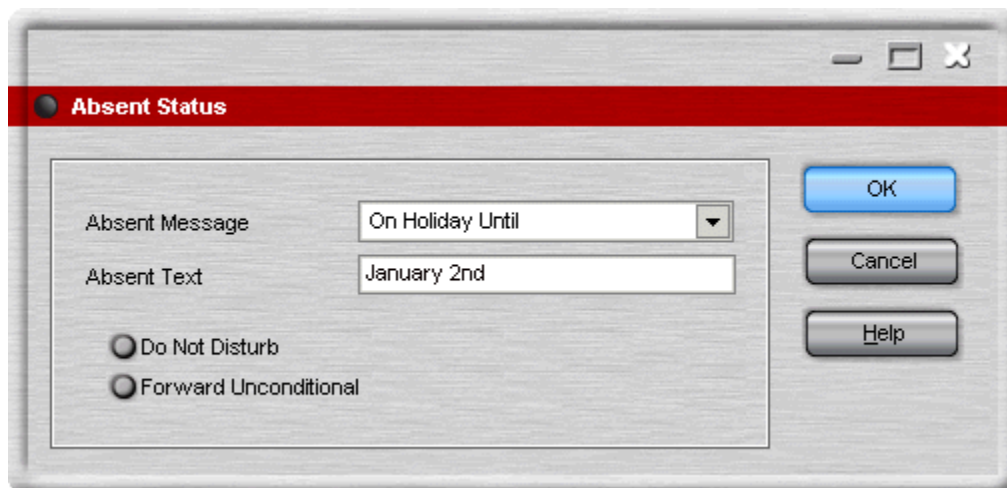 Absent Status
Absent Message
On Holiday Until
Absent Text
January 2nd
Do Not Disturb
Forward Unconditional
OK
Cancel
Help